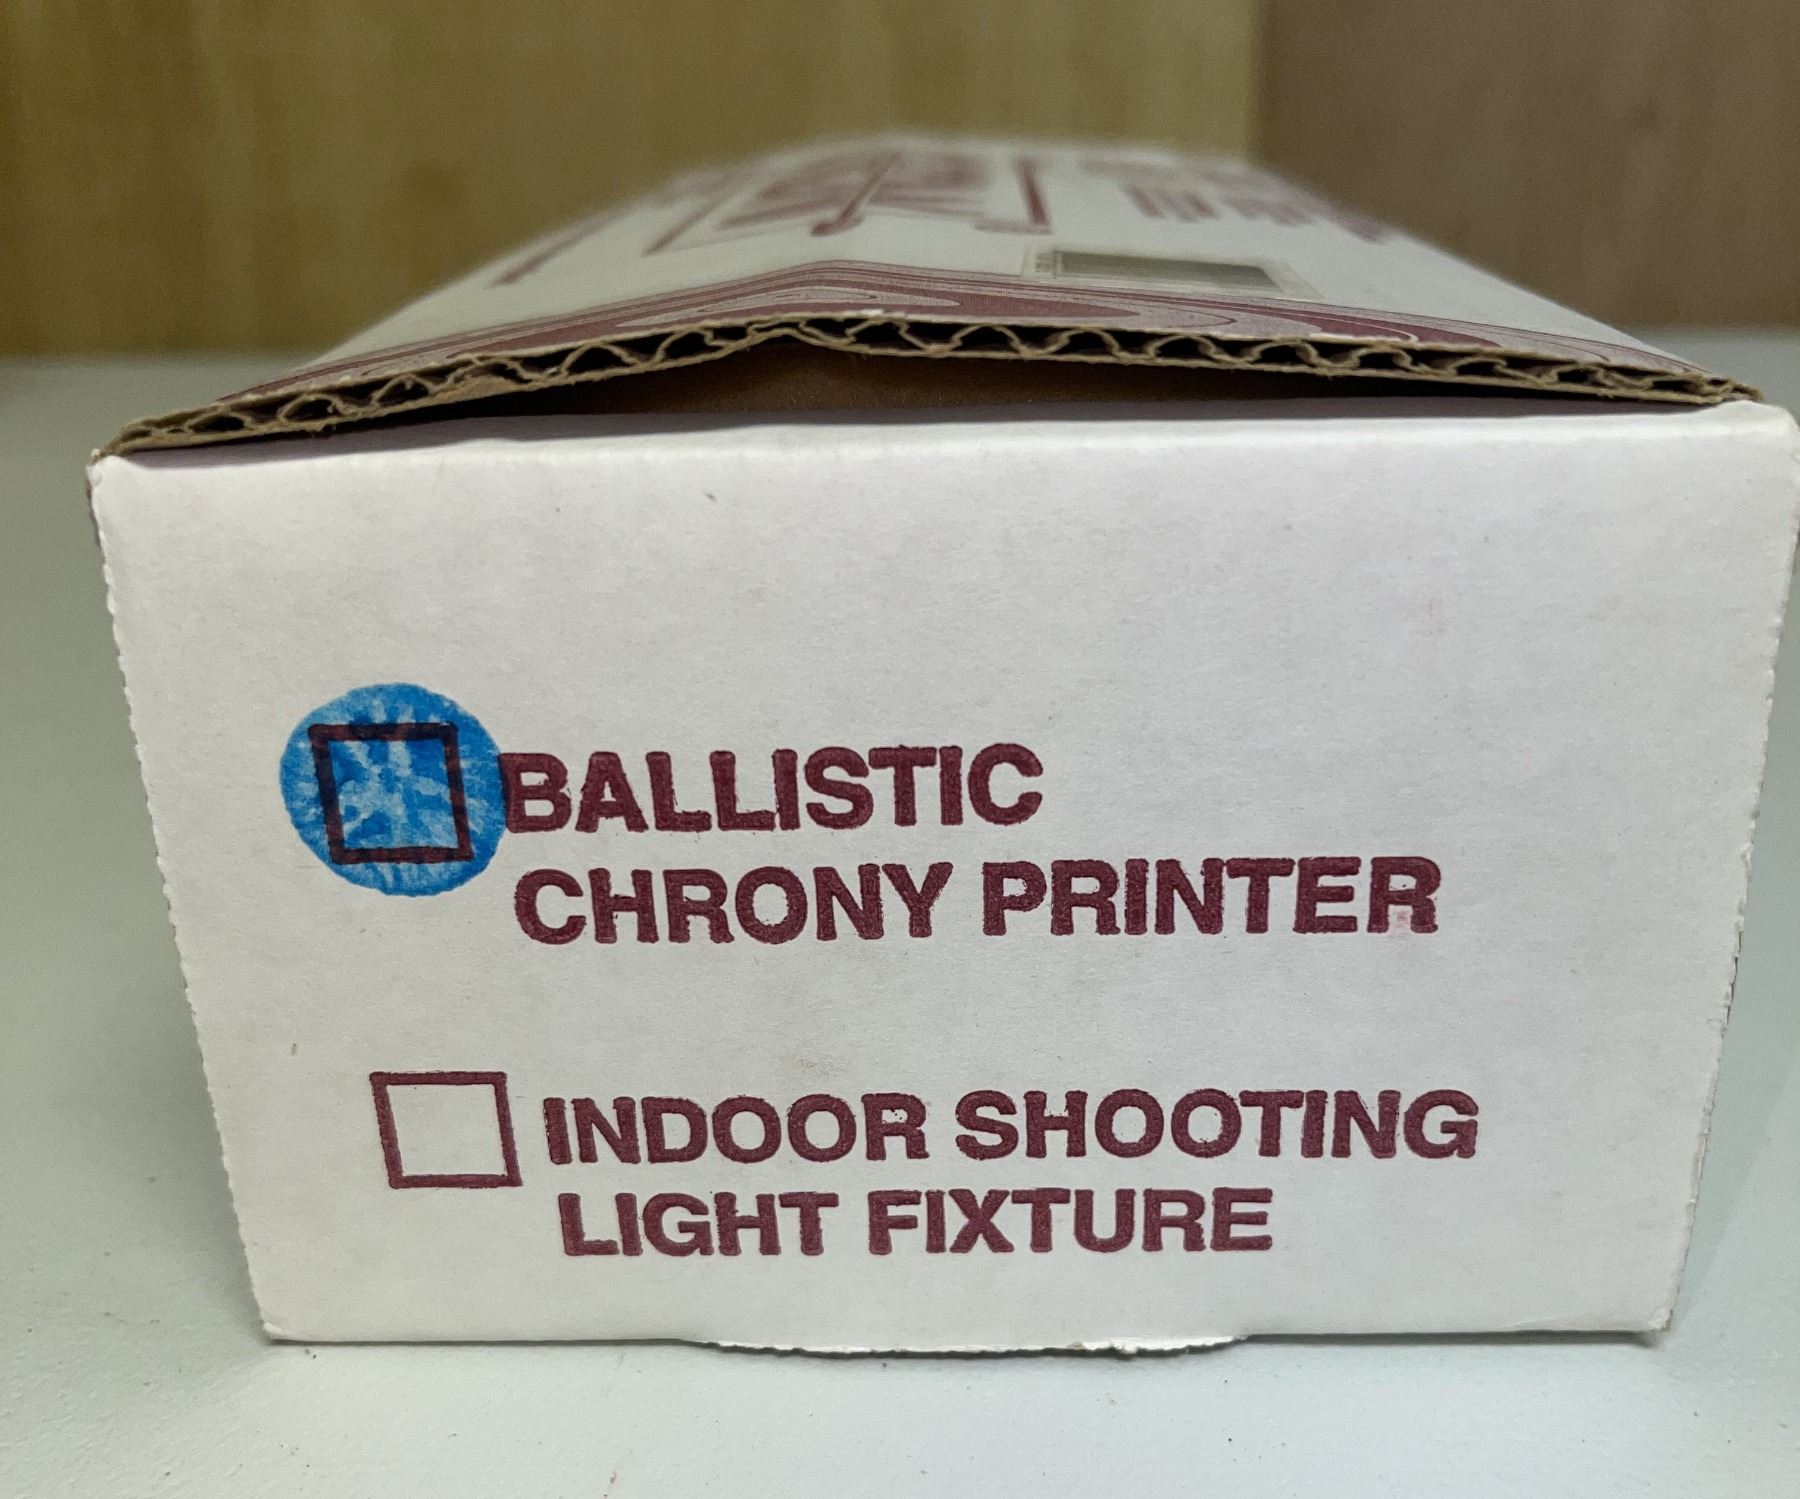 BALLISTIC
CHRONY PRINTER
INDOOR SHOOTING
LIGHT FIXTURE